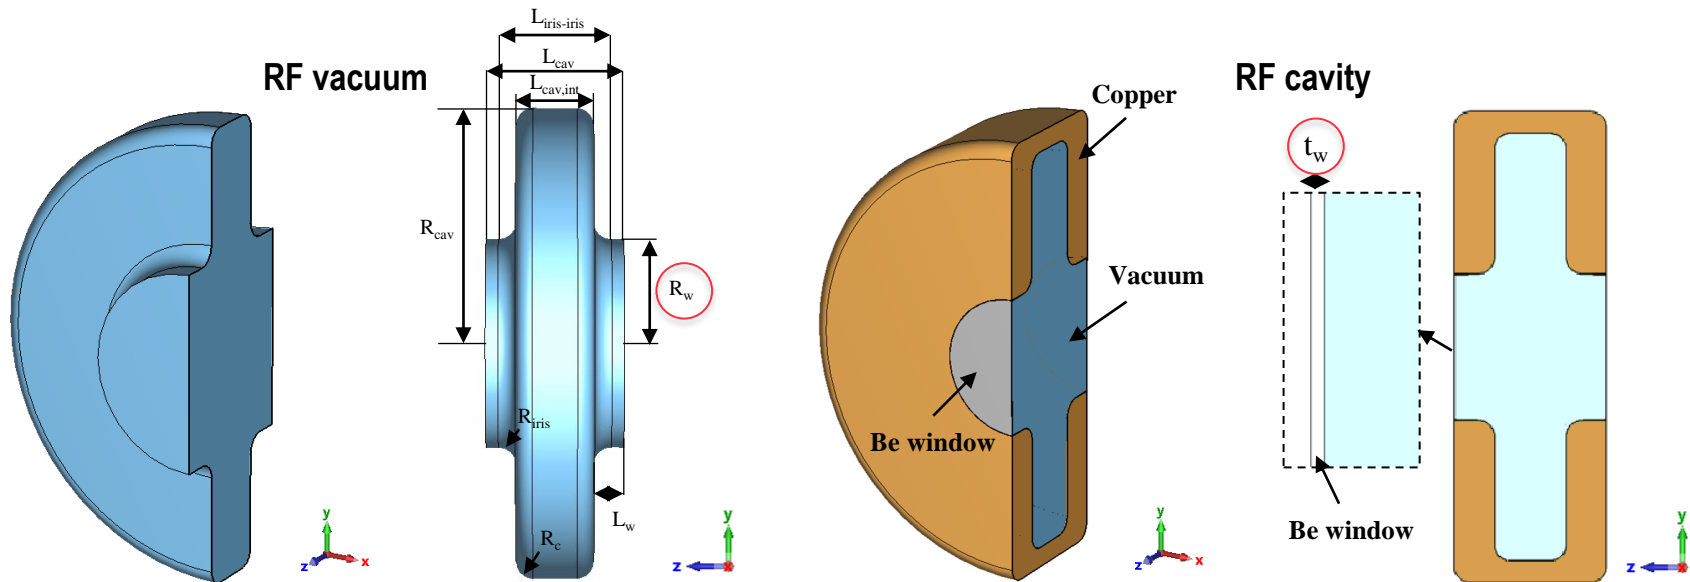 L_iris-iris
RF vacuum
L_cav
L_cav,int
R_cav
R_w
R_iris
L_w
R_c
y
z
x
y
z
x
RF cavity
Copper
t_w
Vacuum
Be window
Be window
y
z
x
y
z
x